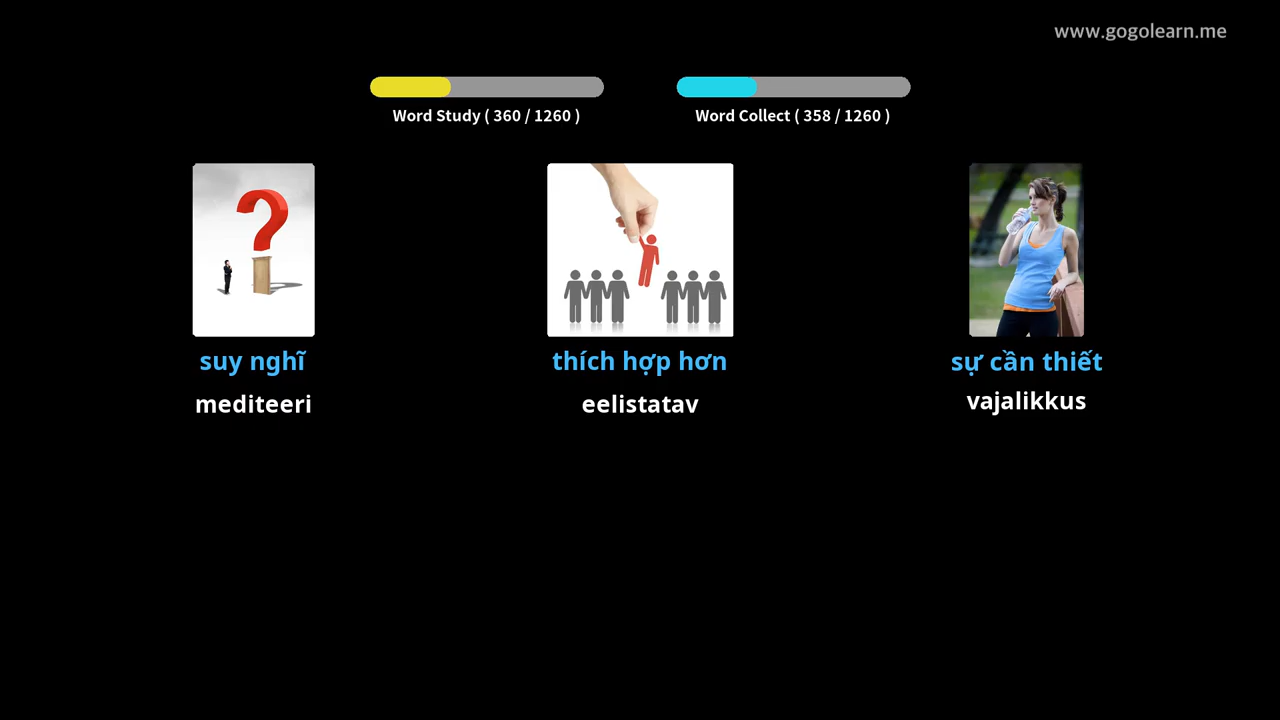 www.gogolearn.me
Word Study ( 360 / 1260 )
Word Collect ( 358 / 1260 )
suy nghĩ
thích hợp hơn
sự cần thiết
mediteeri
eelistatav
vajalikkus